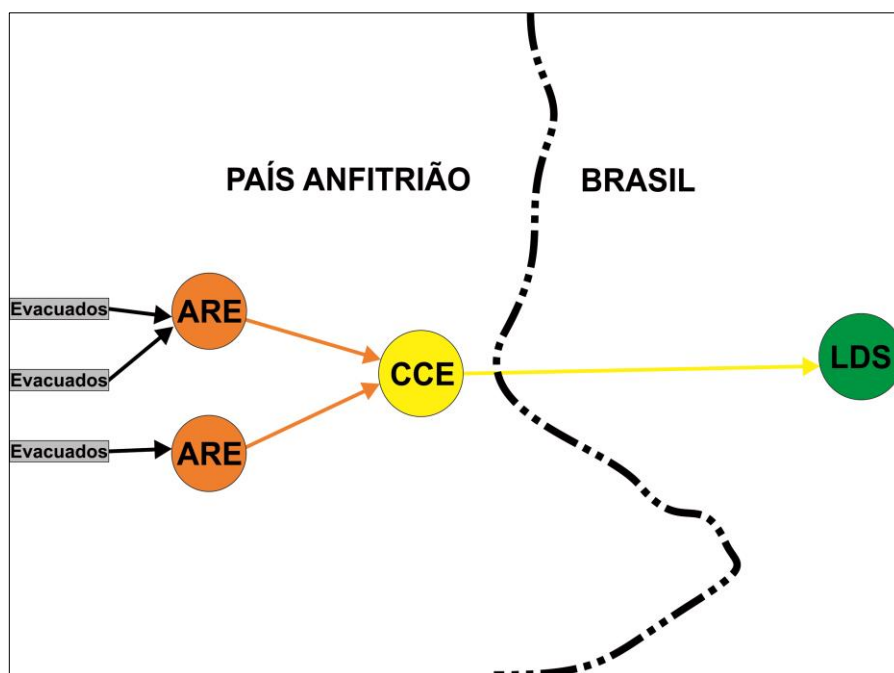 PAÍS ANFITRIÃO
BRASIL
Evacuados
ARE
Evacuados
CCE
LDS
Evacuados
ARE